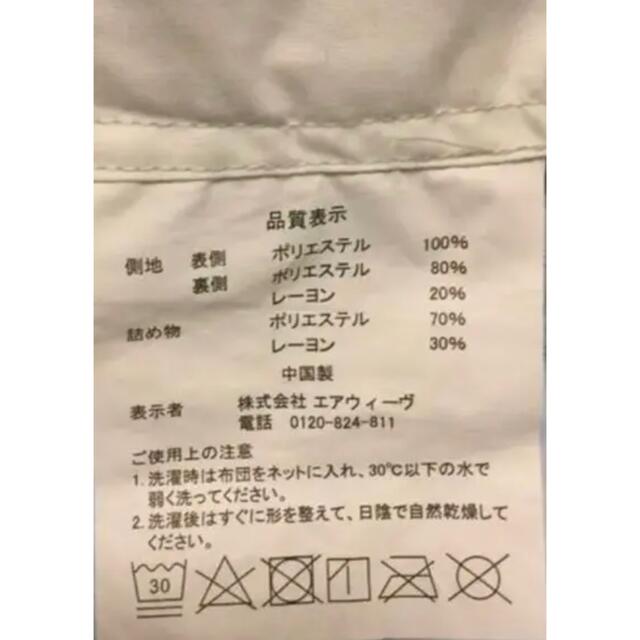 品質表示
側地 表側 ポリエステル 100%
裏側 ポリエステル 80%
レーヨン 20%
詰め物 ポリエステル 70%
レーヨン 30%
中国製
表示者 株式会社 エアウィーヴ
電話 0120-824-811
ご使用上の注意
1. 洗濯時は布団をネットに入れ、30℃以下の水で
弱く洗ってください。
2. 洗濯後はすぐに形を整えて、日陰で自然乾燥して
ください。
30